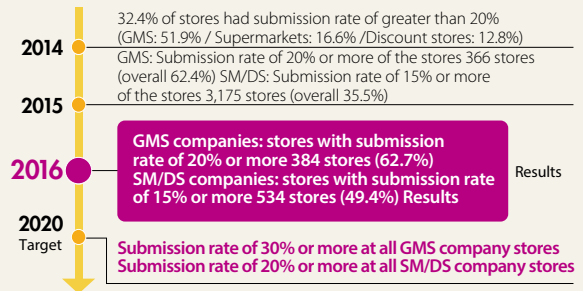 32.4% of stores had submission rate of greater than 20%
(GMS: 51.9% / Supermarkets: 16.6% /Discount stores: 12.8%)
2014
GMS: Submission rate of 20% or more of the stores 366 stores
(overall 62.4%) SM/DS: Submission rate of 15% or more
of the stores 3,175 stores (overall 35.5%)
2015
GMS companies: stores with submission
rate of 20% or more 384 stores (62.7%)
SM/DS companies: stores with submission rate
of 15% or more 534 stores (49.4%) Results
2016
Results
2020
Target
Submission rate of 30% or more at all GMS company stores
Submission rate of 20% or more at all SM/DS company stores